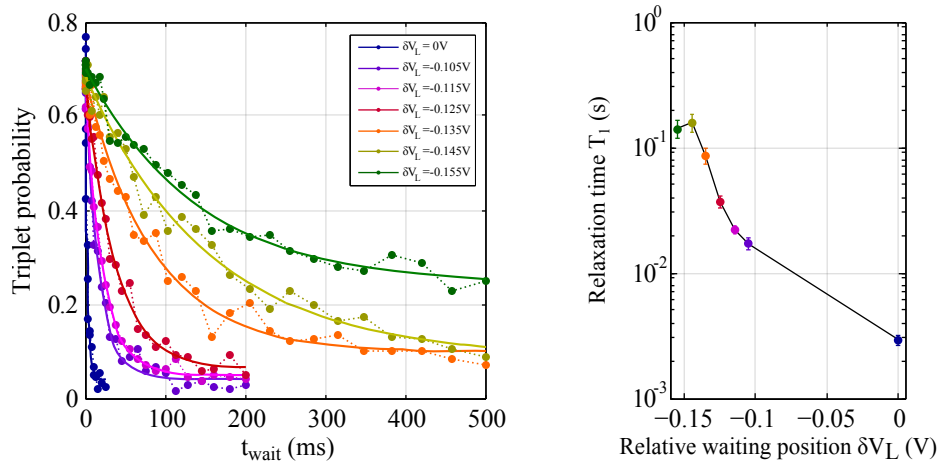 0.8
0.6
0.4
0.2
0
Triplet probability
0 100 200 300 400 500
t_wait (ms)
δV_L = 0V
δV_L=-0.105V
δV_L=-0.115V
δV_L=-0.125V
δV_L=-0.135V
δV_L=-0.145V
δV_L=-0.155V
10^0
10^-1
10^-2
10^-3
Relaxation time T_1 (s)
−0.15 −0.1 −0.05 0
Relative waiting position δV_L (V)